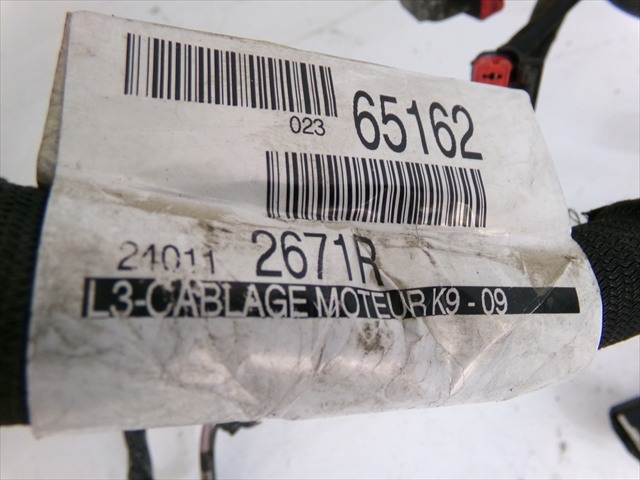 023 65162
24011 2671R
L3-CABLAGE MOTEUR K9 - 09